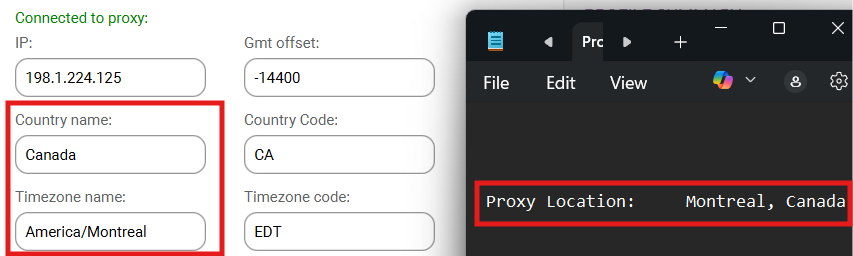 Connected to proxy:
IP:
Gmt offset:
198.1.224.125
-14400
Country name:
Country Code:
Canada
CA
Timezone name:
Timezone code:
America/Montreal
EDT
Pro
File
Edit
View
Proxy Location: Montreal, Canada